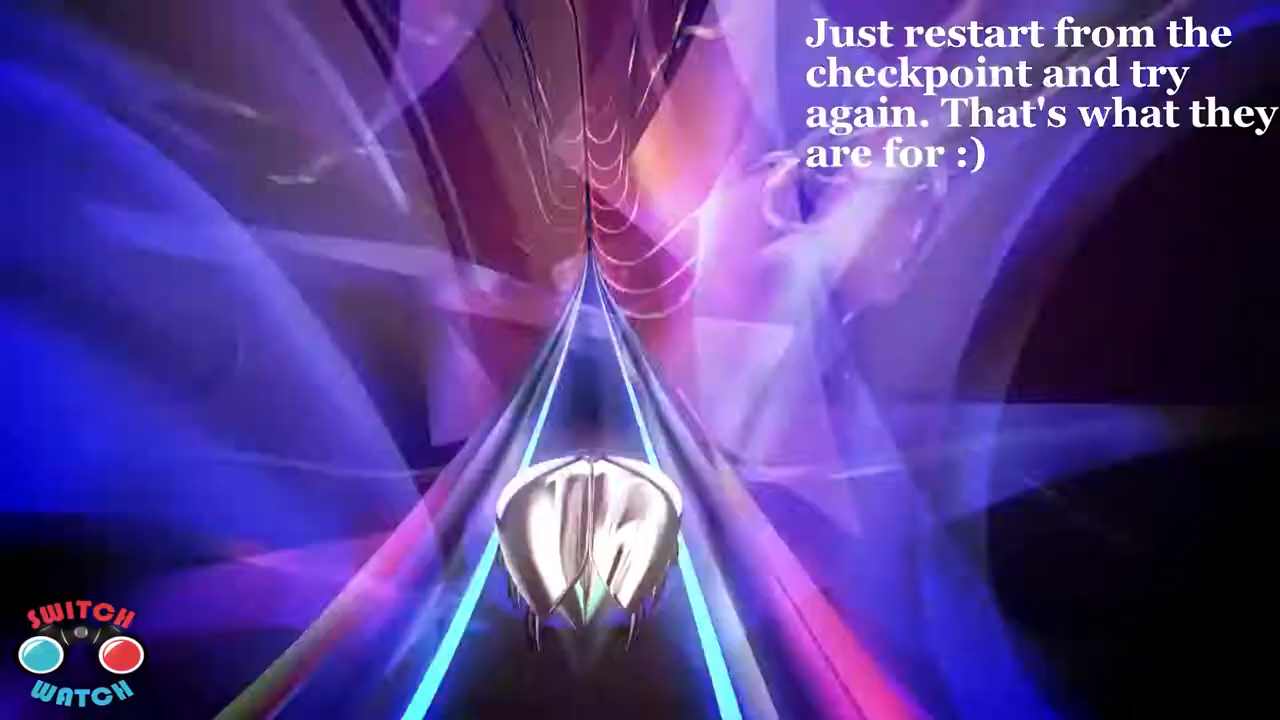 Just restart from the
checkpoint and try
again. That's what they
are for :)
SWITCH
WATCH